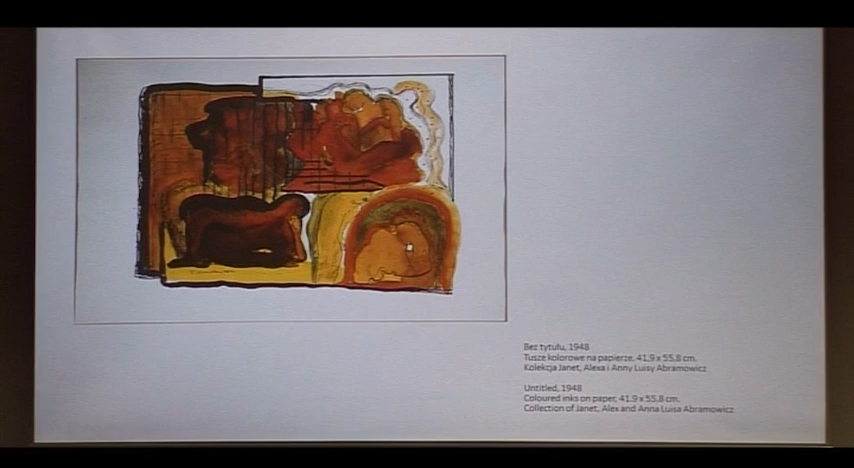 Bez tytułu, 1948
Tusze kolorowe na papierze, 41,9 x 55,8 cm.
Kolekcja Janet, Alexa i Anny Luisy Abramowicz
Untitled, 1948
Coloured inks on paper, 41,9 x 55,8 cm.
Collection of Janet, Alex and Anna Luisa Abramowicz